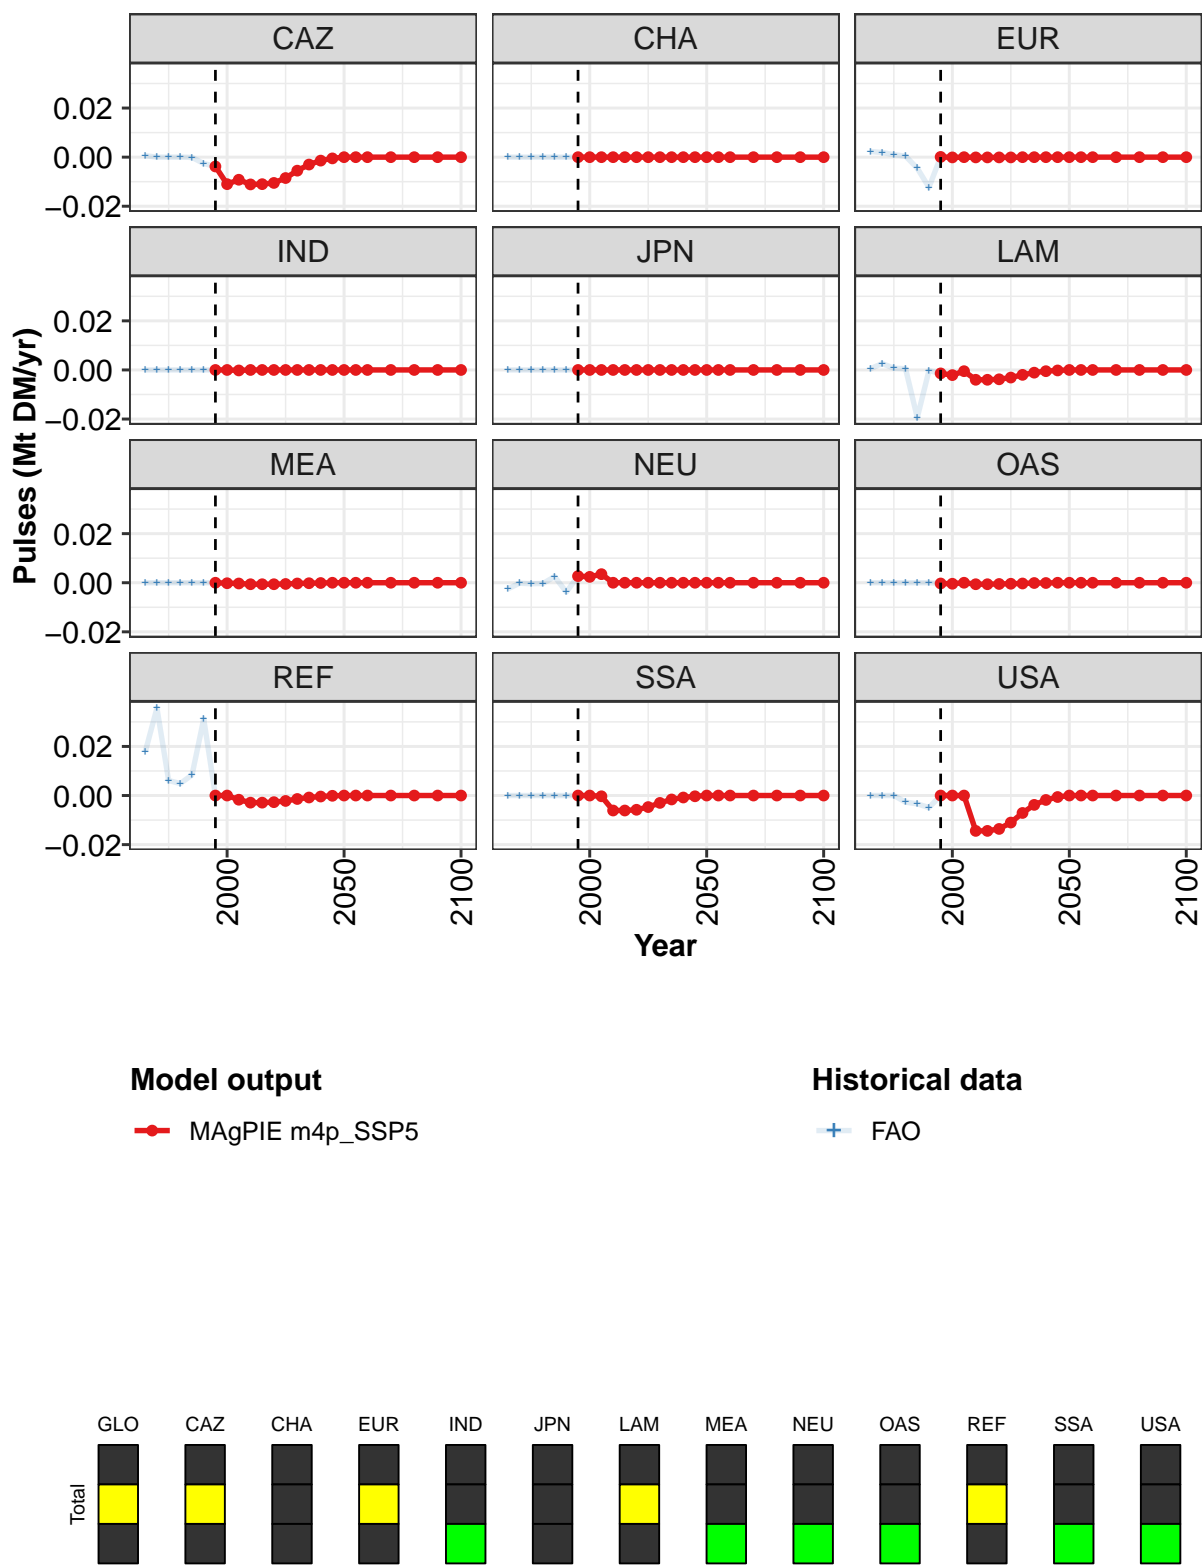 CAZ CHA EUR
0.02
0.00
−0.02
IND JPN LAM
0.02
0.00
−0.02
MEA NEU OAS
0.02
0.00
−0.02
REF SSA USA
0.02
0.00
−0.02
Pulses (Mt DM/yr)
2000 2050 2100 2000 2050 2100 2000 2050 2100
Year
Model output Historical data
MAgPIE m4p_SSP5 FAO
GLO CAZ CHA EUR IND JPN LAM MEA NEU OAS REF SSA USA
Total